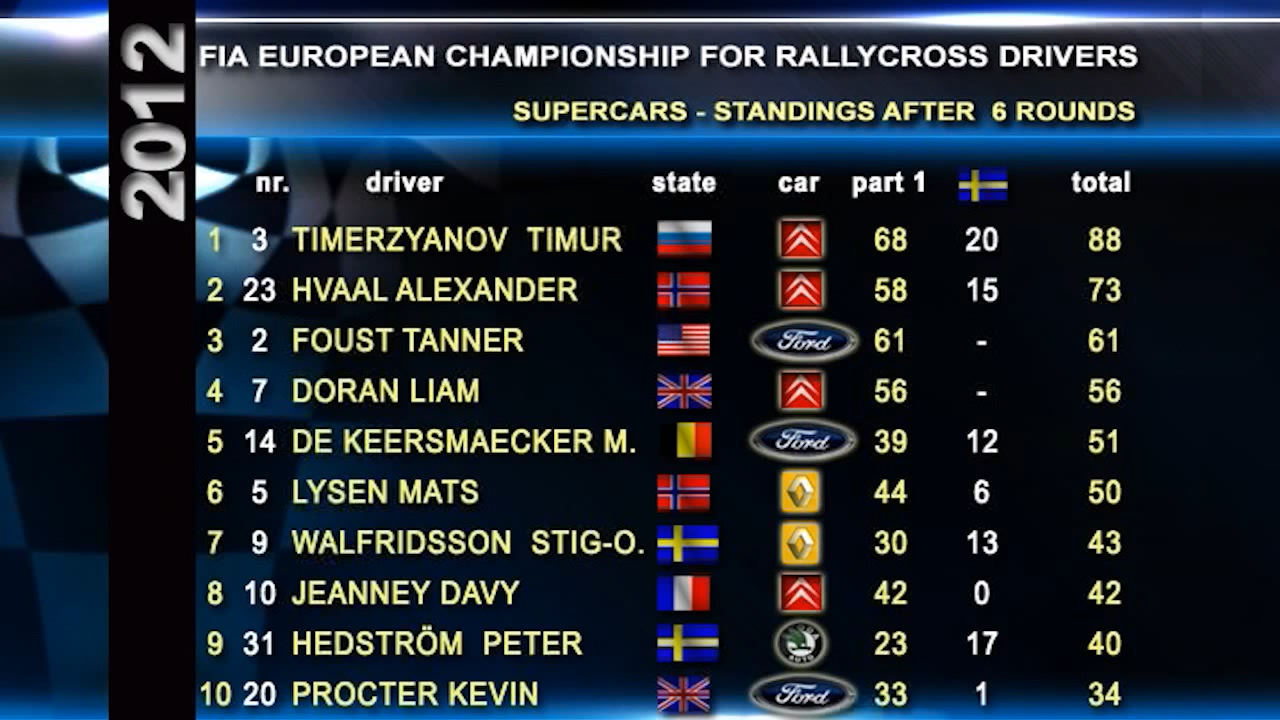 2012
FIA EUROPEAN CHAMPIONSHIP FOR RALLYCROSS DRIVERS
SUPERCARS - STANDINGS AFTER 6 ROUNDS
nr. driver state car part 1 total
1 3 TIMERZYANOV TIMUR 68 20 88
2 23 HVAAL ALEXANDER 58 15 73
3 2 FOUST TANNER Ford 61 - 61
4 7 DORAN LIAM 56 - 56
5 14 DE KEERSMAECKER M. Ford 39 12 51
6 5 LYSEN MATS 44 6 50
7 9 WALFRIDSSON STIG-O. 30 13 43
8 10 JEANNEY DAVY 42 0 42
9 31 HEDSTRÖM PETER 23 17 40
10 20 PROCTER KEVIN Ford 33 1 34